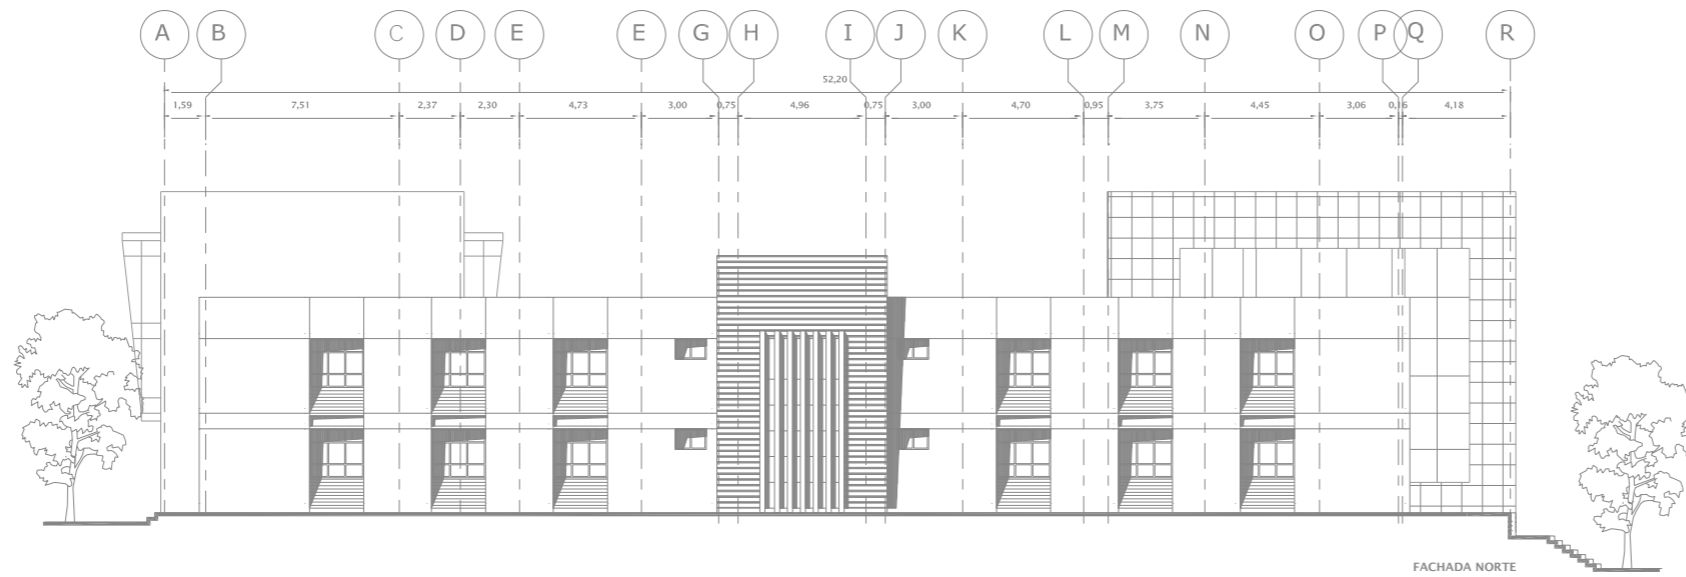 A B C D E E G H I J K L M N O P Q R
52,20
1,59 7,51 2,37 2,30 4,73 3,00 0,75 4,96 0,75 3,00 4,70 0,95 3,75 4,45 3,06 0,16 4,18
FACHADA NORTE